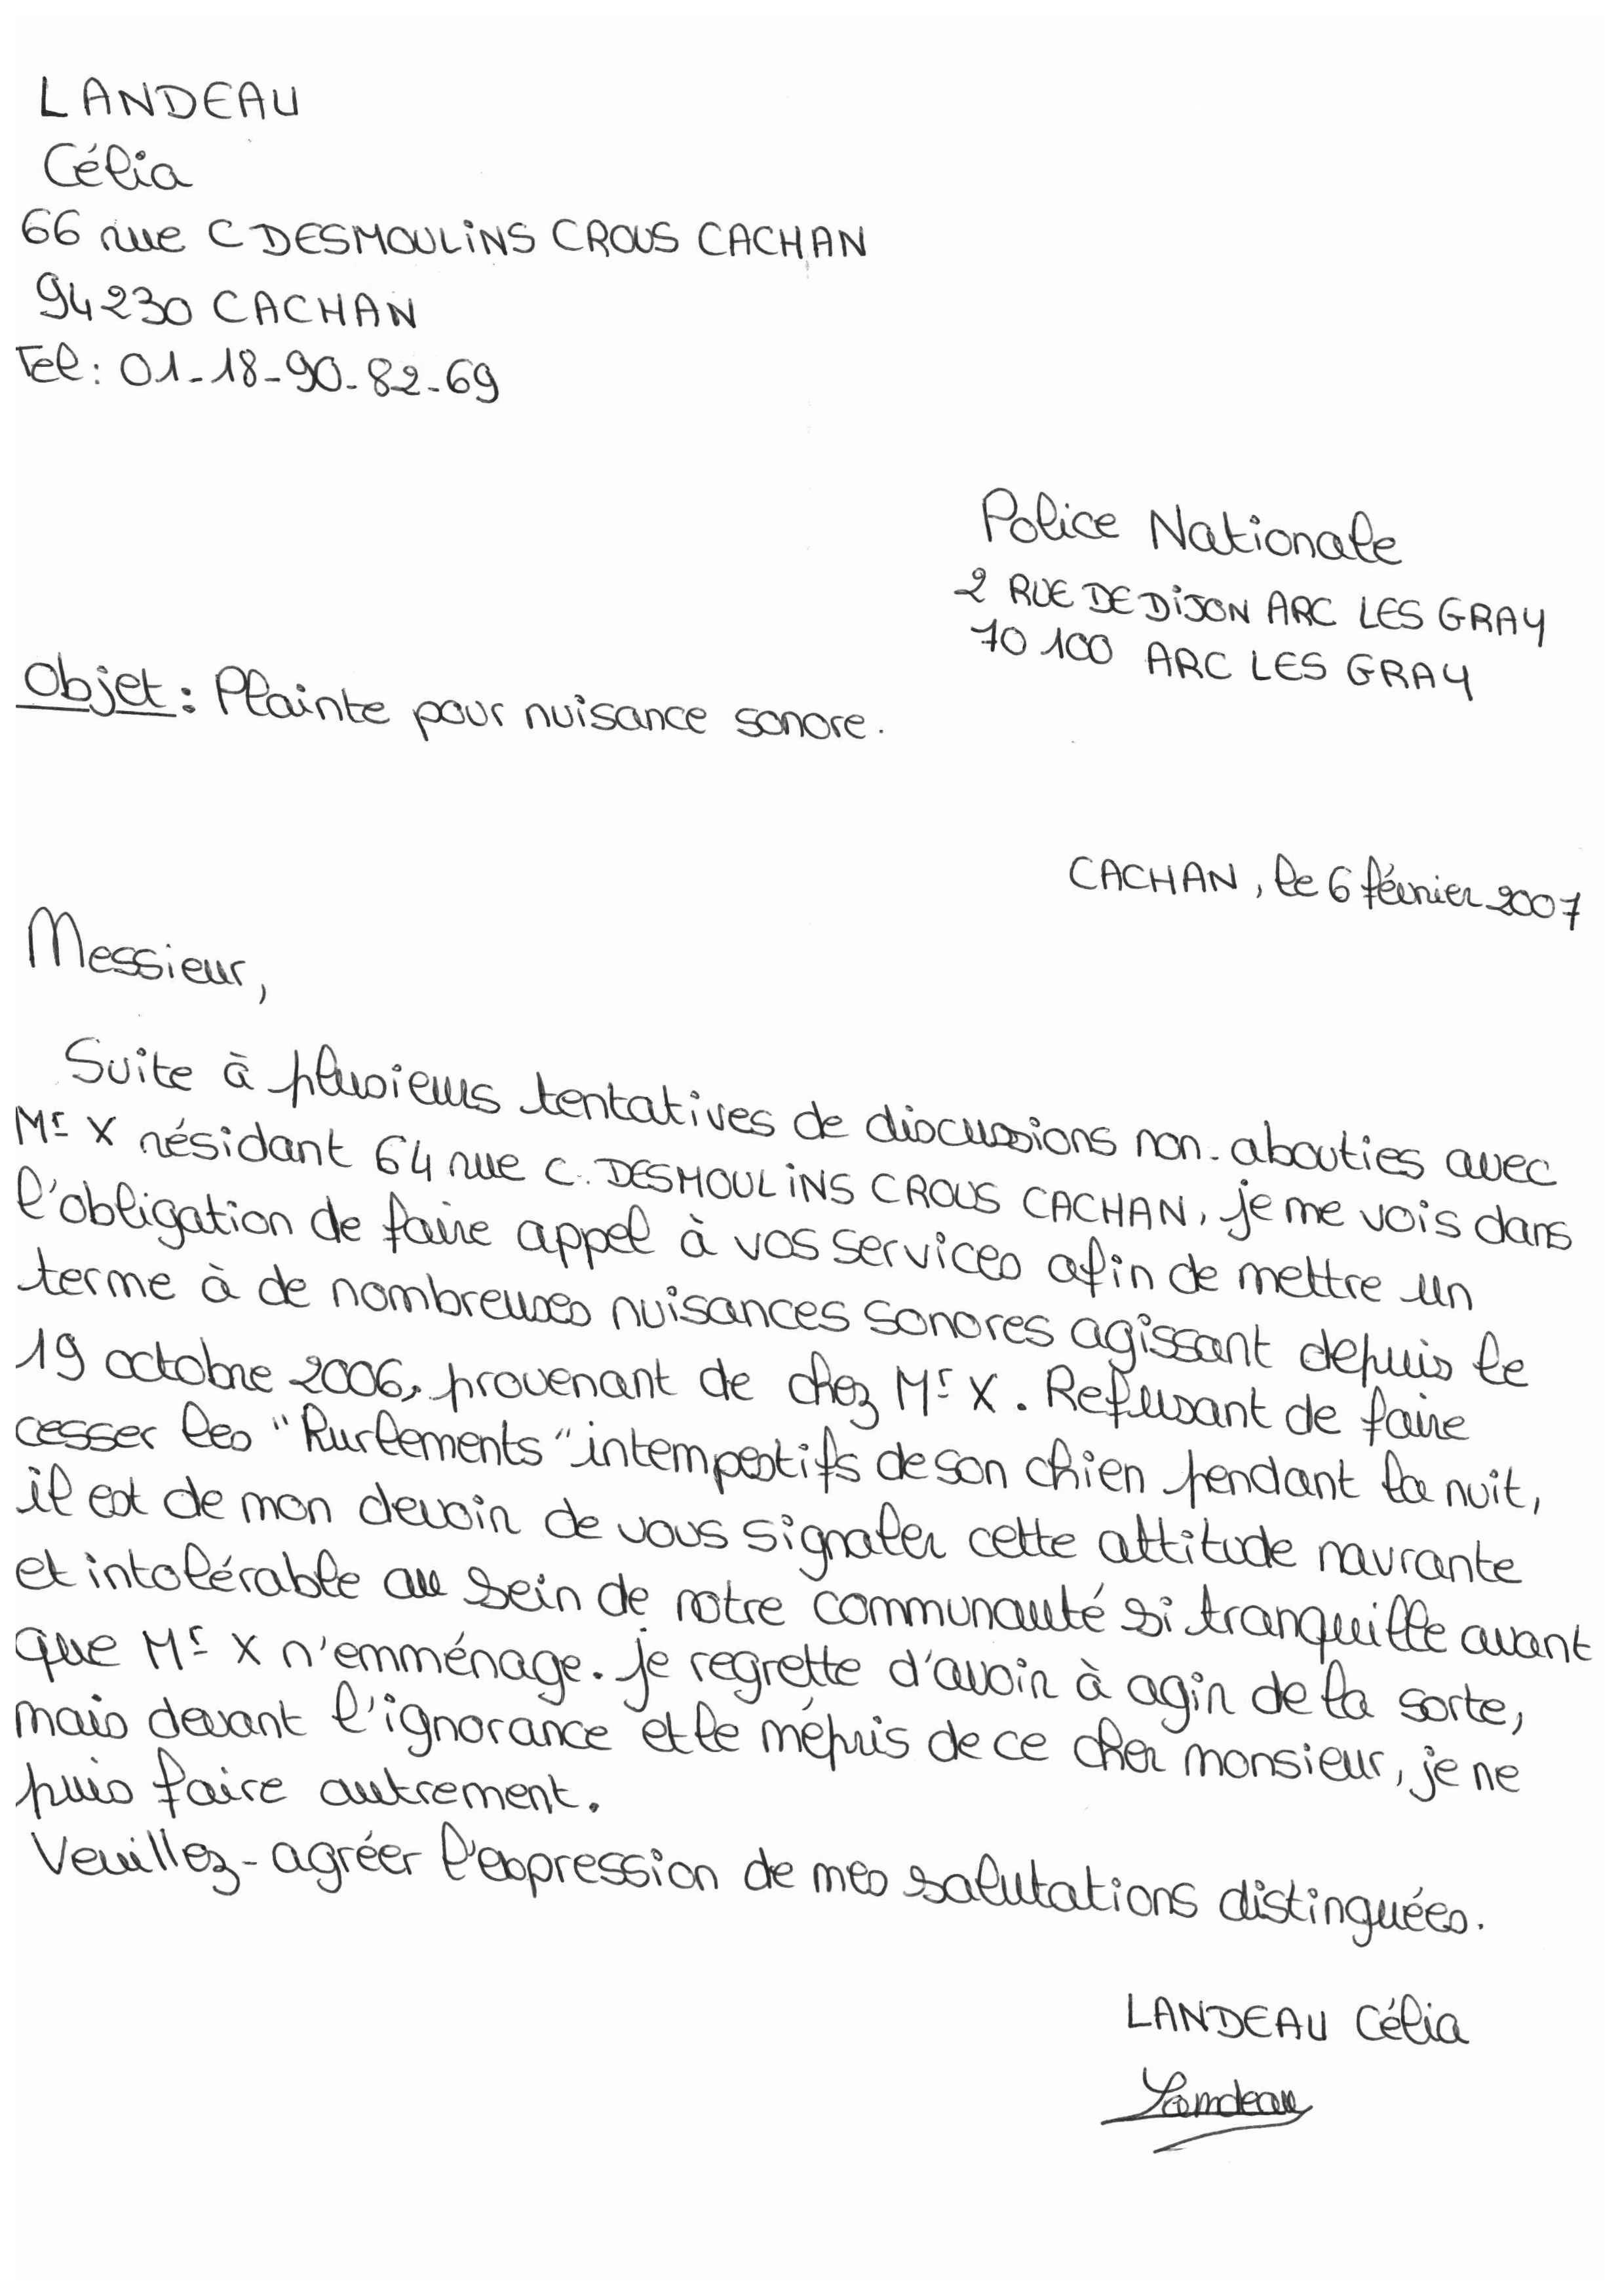 LANDEAU
Célia
66 rue C DESMOULINS CROUS CACHAN
94230 CACHAN
Tel: 01-18-90-82-69
Police Nationale
2 RUE DE DIJON ARC LES GRAY
70 100 ARC LES GRAY
Objet: Plainte pour nuisance sonore.
CACHAN, le 6 février 2007
Messieur,
Suite à plusieurs tentatives de discussions non-abouties avec
Mr X résidant 64 rue C. DESMOULINS CROUS CACHAN, je me vois dans
l'obligation de faire appel à vos services afin de mettre un
terme à de nombreuses nuisances sonores agissant depuis le
19 octobre 2006, provenant de chez Mr X. Refusant de faire
cesser les "Hurlements" intempestifs de son chien pendant la nuit,
il est de mon devoir de vous signaler cette attitude navrante
et intolérable au sein de notre communauté si tranquille avant
que Mr X n'emménage. je regrette d'avoir à agir de la sorte,
mais devant l'ignorance et le mépris de ce cher monsieur, je ne
puis faire autrement.
Veuillez-agréer l'expression de mes salutations distinguées.
LANDEAU Célia
Landeau